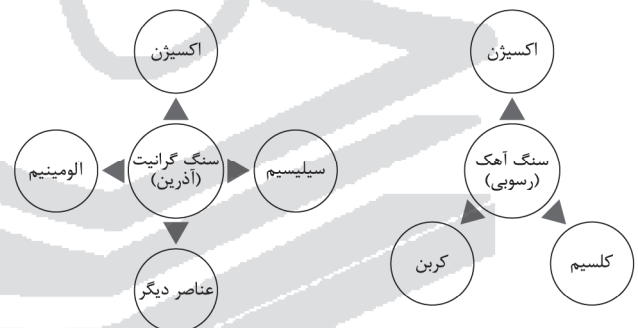 اکسیژن
سنگ آهک
(رسوبی)
کلسیم
کربن
اکسیژن
سنگ گرانیت
(آذرین)
سیلیسیم
الومینیم
عناصر دیگر